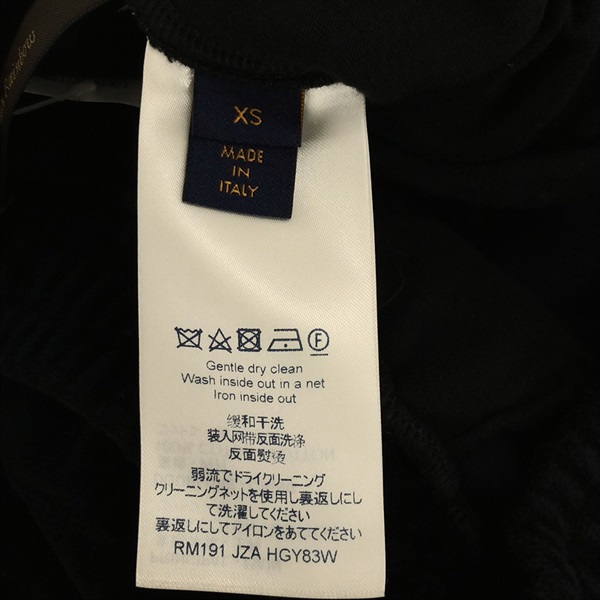 XS
MADE
IN
ITALY
Gentle dry clean
Wash inside out in a net
Iron inside out
缓和干洗
装入网带反面洗涤
反面熨烫
弱流でドライクリーニング
クリーニングネットを使用し裏返しにし
て洗濯してください
裏返しにしてアイロンをあててください
RM191 JZA HGY83W